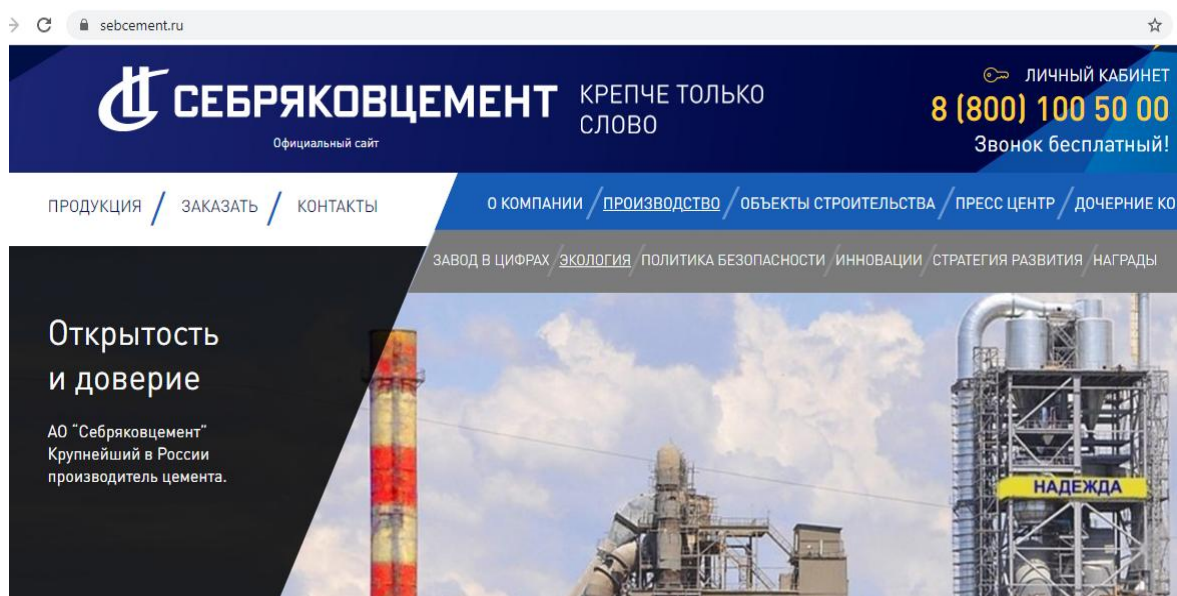 sebcement.ru
СЕБРЯКОВЦЕМЕНТ
Официальный сайт
КРЕПЧЕ ТОЛЬКО
СЛОВО
ЛИЧНЫЙ КАБИНЕТ
8 (800) 100 50 00
Звонок бесплатный!
ПРОДУКЦИЯ / ЗАКАЗАТЬ / КОНТАКТЫ
О КОМПАНИИ / ПРОИЗВОДСТВО / ОБЪЕКТЫ СТРОИТЕЛЬСТВА / ПРЕСС ЦЕНТР / ДОЧЕРНИЕ КО
ЗАВОД В ЦИФРАХ / ЭКОЛОГИЯ / ПОЛИТИКА БЕЗОПАСНОСТИ / ИННОВАЦИИ / СТРАТЕГИЯ РАЗВИТИЯ / НАГРАДЫ
Открытость
и доверие
АО "Себряковцемент"
Крупнейший в России
производитель цемента.
НАДЕЖДА